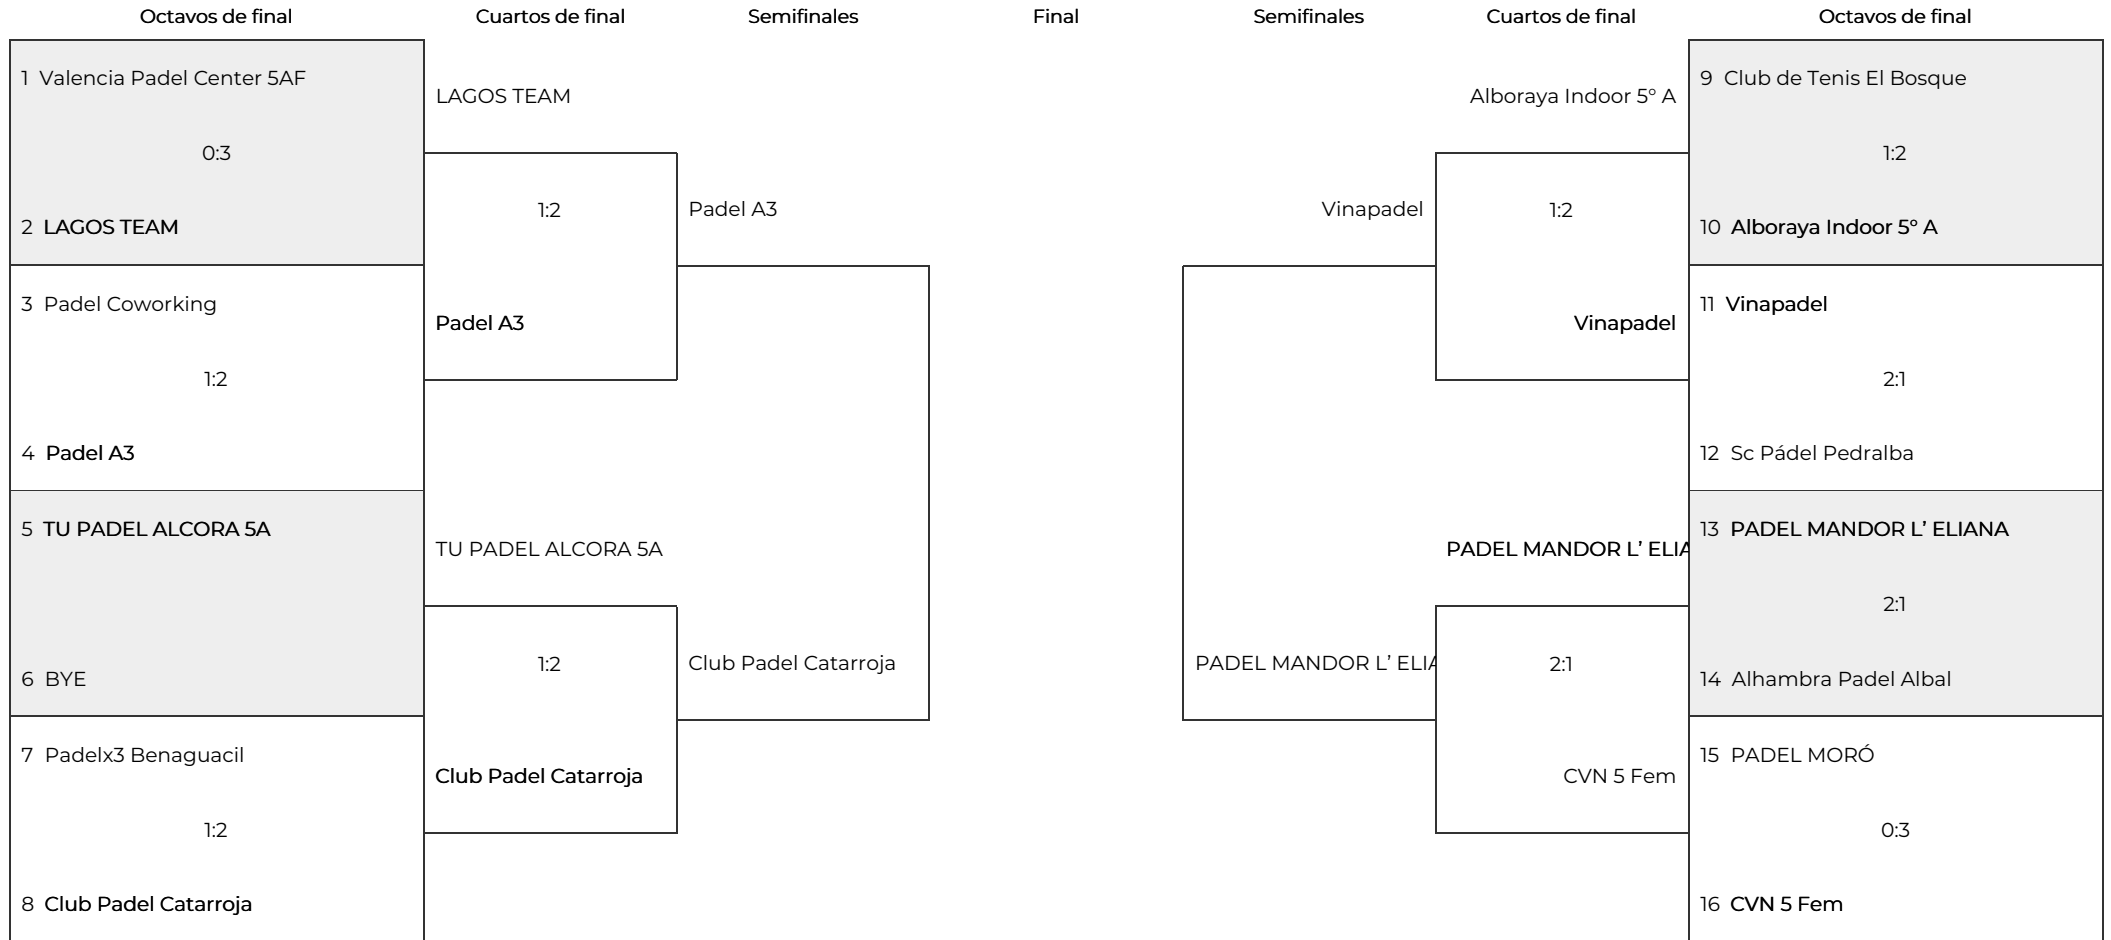 Octavos de final
Cuartos de final
Semifinales
Final
Semifinales
Cuartos de final
Octavos de final
1 Valencia Padel Center 5AF
0:3
2 LAGOS TEAM
3 Padel Coworking
1:2
4 Padel A3
5 TU PADEL ALCORA 5A
6 BYE
7 Padelx3 Benaguacil
1:2
8 Club Padel Catarroja
LAGOS TEAM
1:2
Padel A3
TU PADEL ALCORA 5A
1:2
Club Padel Catarroja
Padel A3
Club Padel Catarroja
Vinapadel
PADEL MANDOR L’ ELIA
Alboraya Indoor 5º A
1:2
Vinapadel
PADEL MANDOR L’ ELIA
2:1
CVN 5 Fem
9 Club de Tenis El Bosque
1:2
10 Alboraya Indoor 5º A
11 Vinapadel
2:1
12 Sc Pádel Pedralba
13 PADEL MANDOR L’ ELIANA
2:1
14 Alhambra Padel Albal
15 PADEL MORÓ
0:3
16 CVN 5 Fem